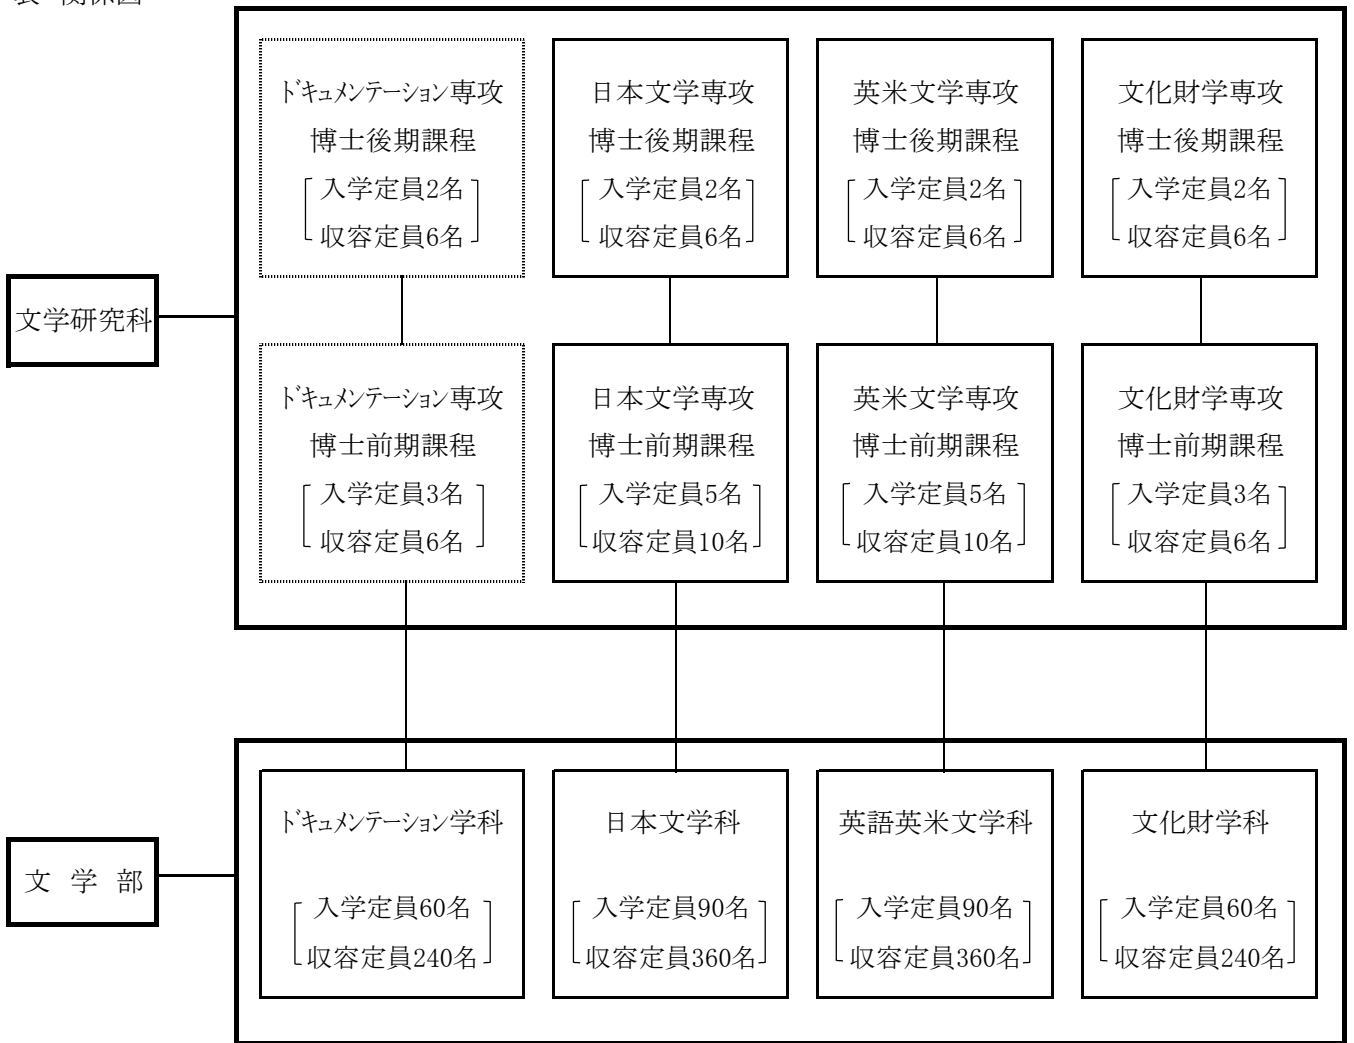 ドキュメンテーション専攻
博士後期課程
入学定員2名
収容定員6名
日本文学専攻
博士後期課程
入学定員2名
収容定員6名
英米文学専攻
博士後期課程
入学定員2名
収容定員6名
文化財学専攻
博士後期課程
入学定員2名
収容定員6名
文学研究科
ドキュメンテーション専攻
博士前期課程
入学定員3名
収容定員6名
日本文学専攻
博士前期課程
入学定員5名
収容定員10名
英米文学専攻
博士前期課程
入学定員5名
収容定員10名
文化財学専攻
博士前期課程
入学定員3名
収容定員6名
文 学 部
ドキュメンテーション学科
入学定員60名
収容定員240名
日本文学科
入学定員90名
収容定員360名
英語英米文学科
入学定員90名
収容定員360名
文化財学科
入学定員60名
収容定員240名